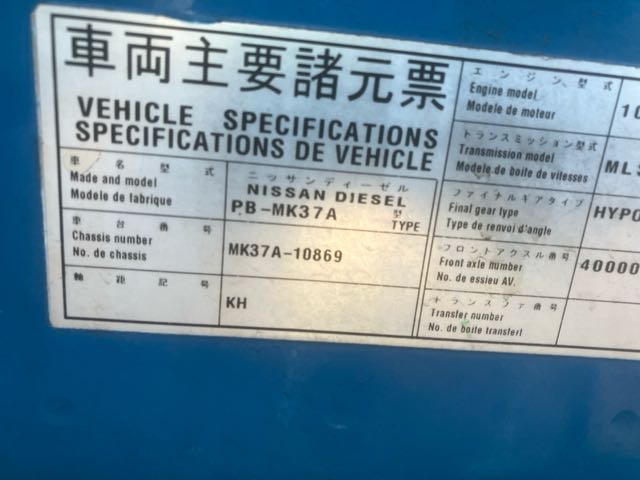 車両主要諸元票
VEHICLE SPECIFICATIONS
SPECIFICATIONS DE VEHICLE
車名型式
Made and model
Modele de fabrique
ニッサンディーゼル
NISSAN DIESEL
PB-MK37A 型
TYPE
車台番号
Chassis number
No. de chassis
MK37A-10869
軸距記号
KH
エンジン型式
Engine model
Modele de moteur
トランスミッション型式
Transmission model
Modele de boite de vitesses
ファイナルギアタイプ
Final gear type
Type de renvoi d'angle
HYPO
フロントアクスル番号
Front axle number
No. de essieu AV.
40000
トランスファ番号
Transfer number
No. de boite transfert